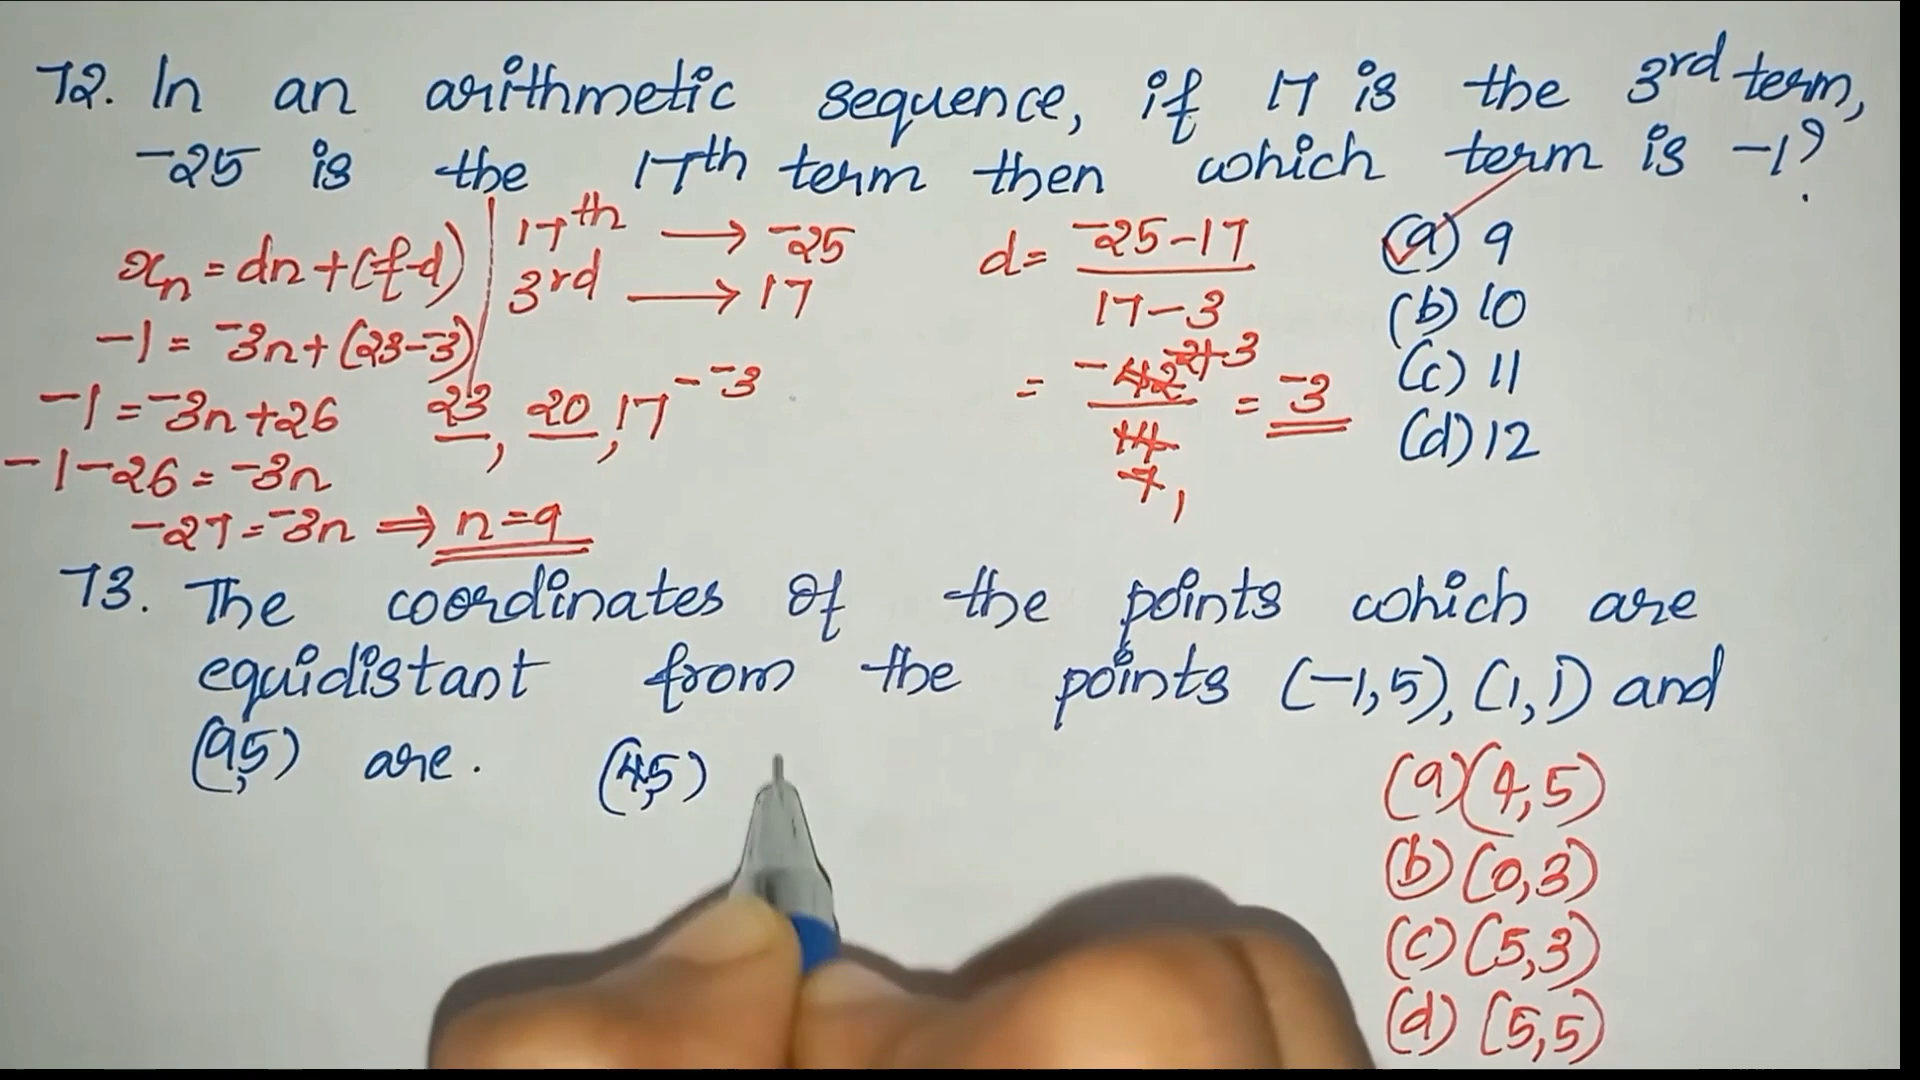 72. In an arithmetic sequence, if 17 is the 3rd term,
-25 is the 17th term then which term is -1?
xn = dn+(f-d)
-1 = -3n+(23--3)
-1 = -3n+26
-1-26 = -3n
-27 = -3n ⇒ n=9
17th → -25
3rd → 17
23, 20, 17 - -3
d = -25-17
17-3
= -42 -21 -3
14
7,
= -3
(a) 9
(b) 10
(c) 11
(d) 12
73. The coordinates of the points which are
equidistant from the points (-1,5), (1,1) and
(9,5) are. (4,5)
(a) (4,5)
(b) (0,3)
(c) (5,3)
(d) (5,5)